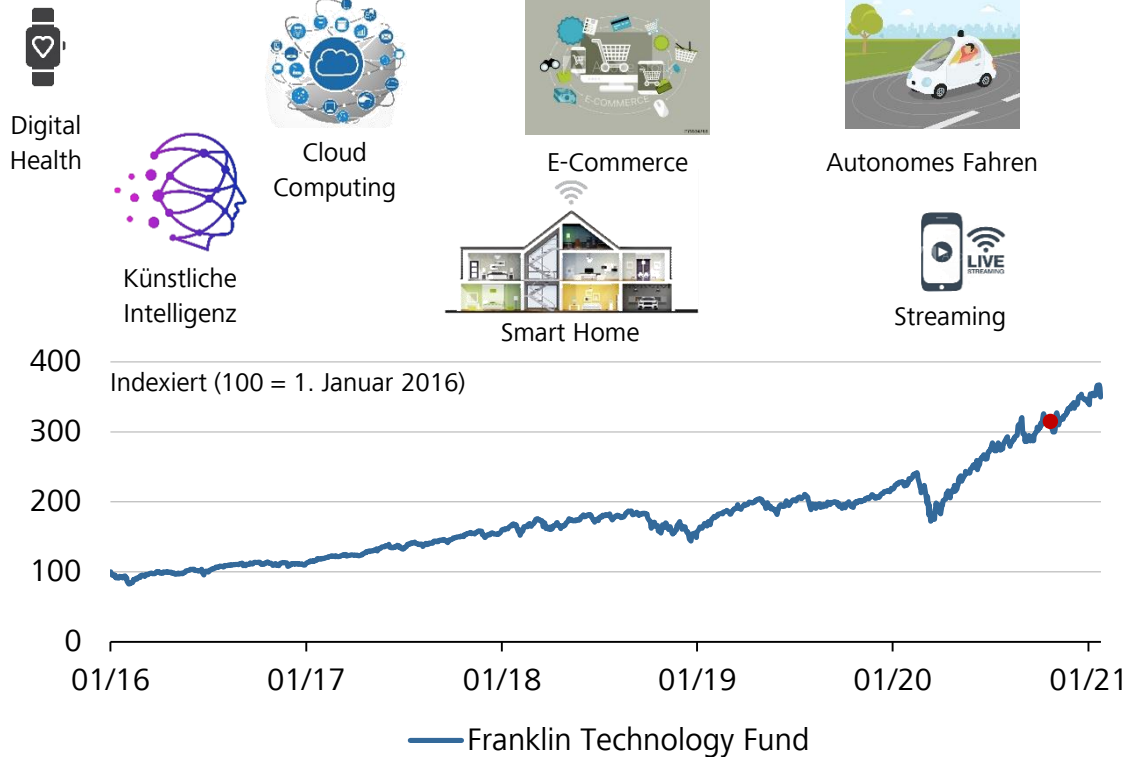 Digital
Health
Cloud
Computing
E-COMMERCE
E-Commerce
Autonomes Fahren
Künstliche
Intelligenz
Smart Home
LIVE
STREAMING
Streaming
Indexiert (100 = 1. Januar 2016)
400
300
200
100
0
01/16
01/17
01/18
01/19
01/20
01/21
Franklin Technology Fund